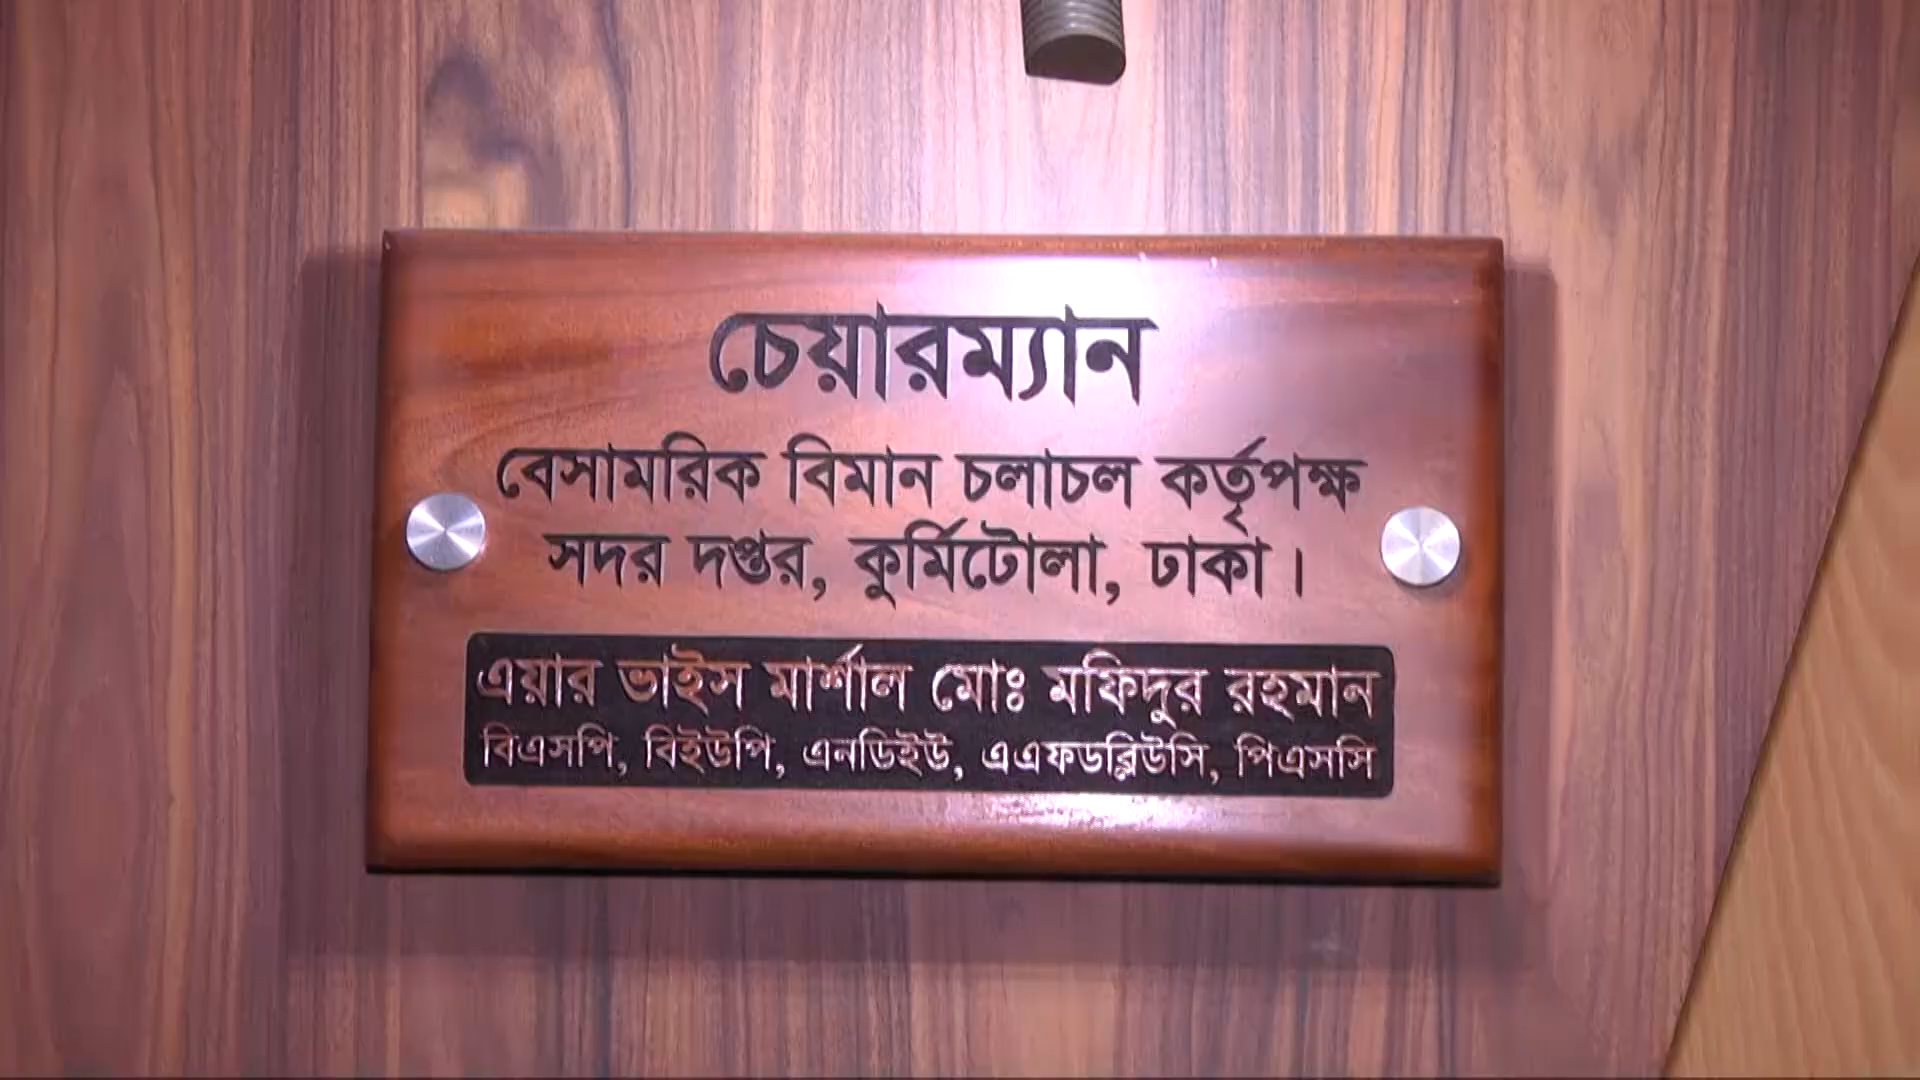 চেয়ারম্যান
বেসামরিক বিমান চলাচল কর্তৃপক্ষ
সদর দপ্তর, কুর্মিটোলা, ঢাকা।
এয়ার ভাইস মার্শাল মোঃ মফিদুর রহমান
বিএসপি, বিইউপি, এনডিইউ, এএফডব্লিউসি, পিএসসি